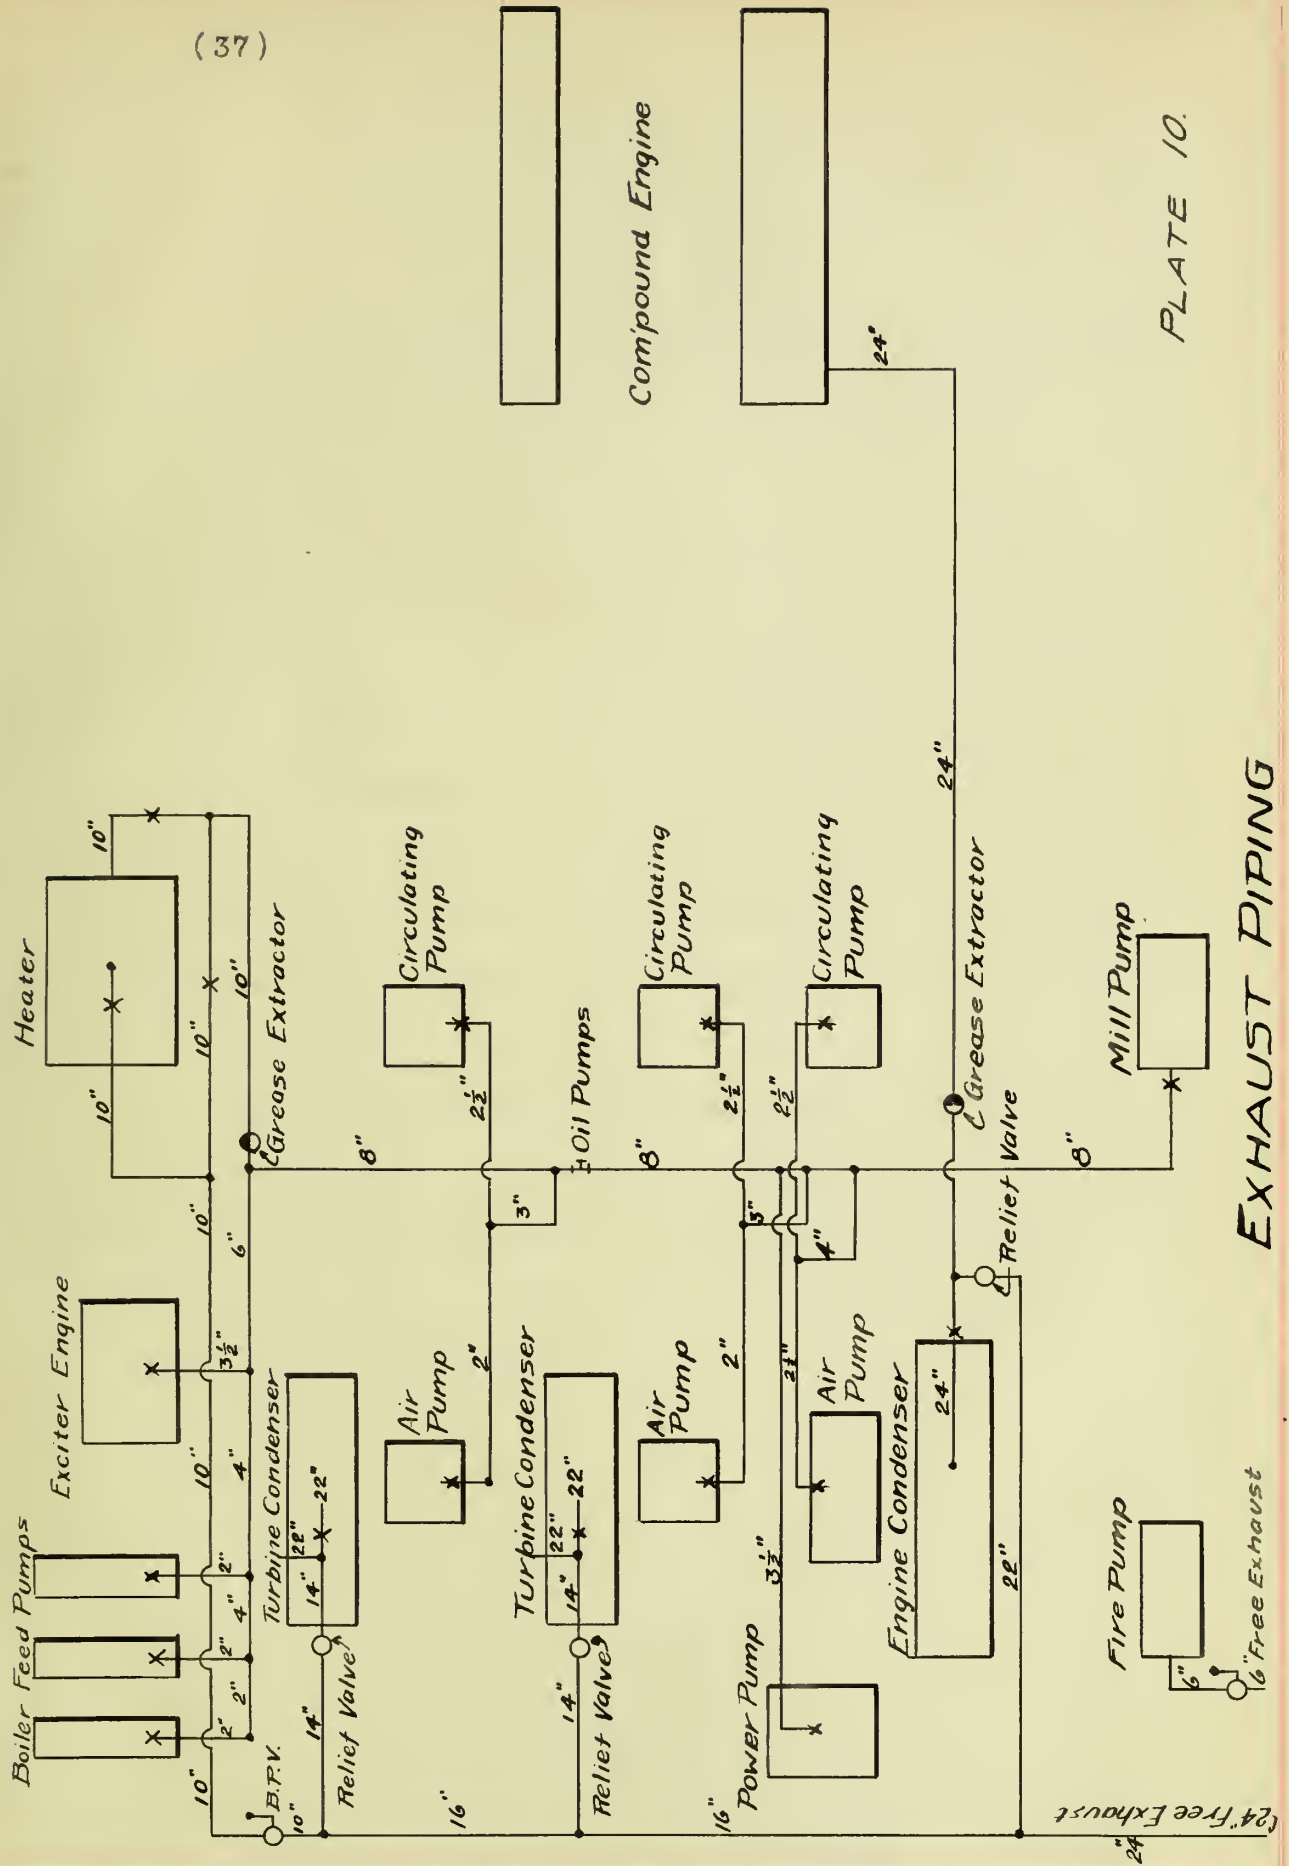 (37)
Heater
10"
10"
10"
10"
10"
Grease Extractor
Exciter Engine
3½"
6"
10"
4"
Boiler Feed Pumps
2"
2"
2"
4"
2"
10"
B.P.V.
10"
Turbine Condenser
22"
22"
14"
14"
Relief Valve
16"
Circulating
Pump
2½"
8"
3"
Air
Pump
2"
Oil Pumps
Turbine Condenser
22"
22"
14"
14"
Relief Valve
16"
Compound Engine
Circulating
Pump
2½"
8"
3"
Air
Pump
2"
Circulating
Pump
2½"
4"
Air
Pump
3½"
Power Pump
24"
24"
Grease Extractor
Relief Valve
Engine Condenser
24"
22"
8"
Mill Pump
Fire Pump
6"
6" Free Exhaust
24" Free Exhaust
24"
PLATE 10.
EXHAUST PIPING